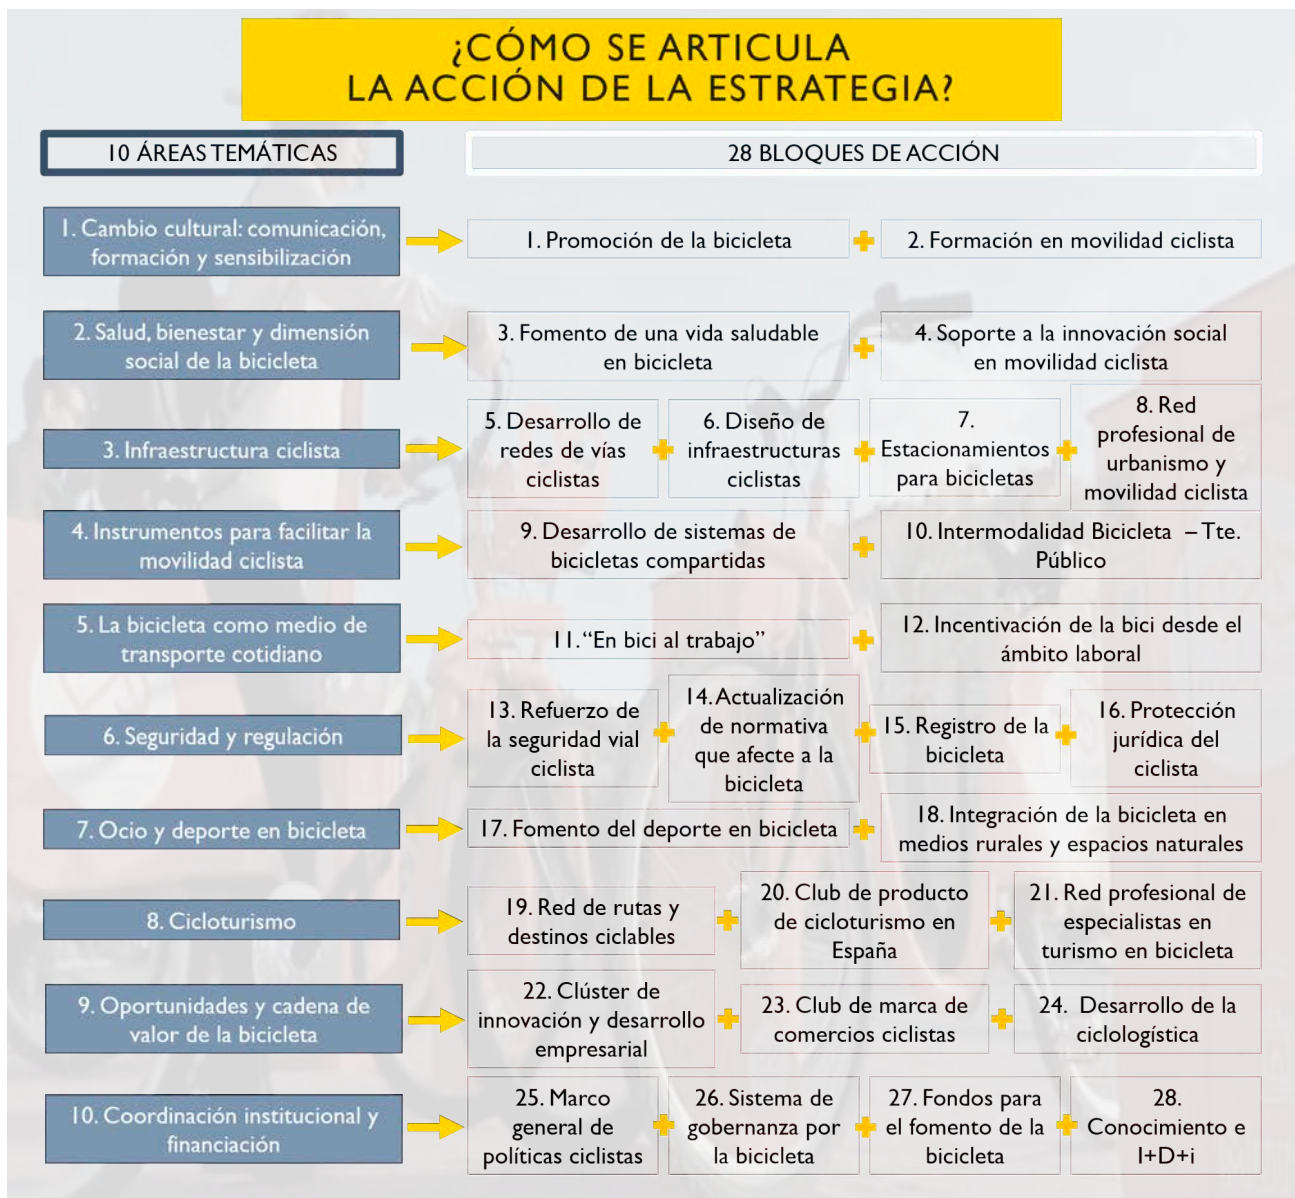 ¿CÓMO SE ARTICULA
LA ACCIÓN DE LA ESTRATEGIA?
10 ÁREAS TEMÁTICAS
28 BLOQUES DE ACCIÓN
1. Cambio cultural: comunicación,
formación y sensibilización
1. Promoción de la bicicleta
2. Formación en movilidad ciclista
2. Salud, bienestar y dimensión
social de la bicicleta
3. Fomento de una vida saludable
en bicicleta
4. Soporte a la innovación social
en movilidad ciclista
3. Infraestructura ciclista
5. Desarrollo de
redes de vías
ciclistas
6. Diseño de
infraestructuras
ciclistas
7.
Estacionamientos
para bicicletas
8. Red
profesional de
urbanismo y
movilidad ciclista
4. Instrumentos para facilitar la
movilidad ciclista
9. Desarrollo de sistemas de
bicicletas compartidas
10. Intermodalidad Bicicleta – Tte.
Público
5. La bicicleta como medio de
transporte cotidiano
11. “En bici al trabajo”
12. Incentivación de la bici desde el
ámbito laboral
6. Seguridad y regulación
13. Refuerzo de
la seguridad vial
ciclista
14. Actualización
de normativa
que afecte a la
bicicleta
15. Registro de la
bicicleta
16. Protección
jurídica del
ciclista
7. Ocio y deporte en bicicleta
17. Fomento del deporte en bicicleta
18. Integración de la bicicleta en
medios rurales y espacios naturales
8. Cicloturismo
19. Red de rutas y
destinos ciclables
20. Club de producto
de cicloturismo en
España
21. Red profesional de
especialistas en
turismo en bicicleta
9. Oportunidades y cadena de
valor de la bicicleta
22. Clúster de
innovación y desarrollo
empresarial
23. Club de marca de
comercios ciclistas
24. Desarrollo de la
ciclologística
10. Coordinación institucional y
financiación
25. Marco
general de
políticas ciclistas
26. Sistema de
gobernanza por
la bicicleta
27. Fondos para
el fomento de la
bicicleta
28.
Conocimiento e
I+D+i